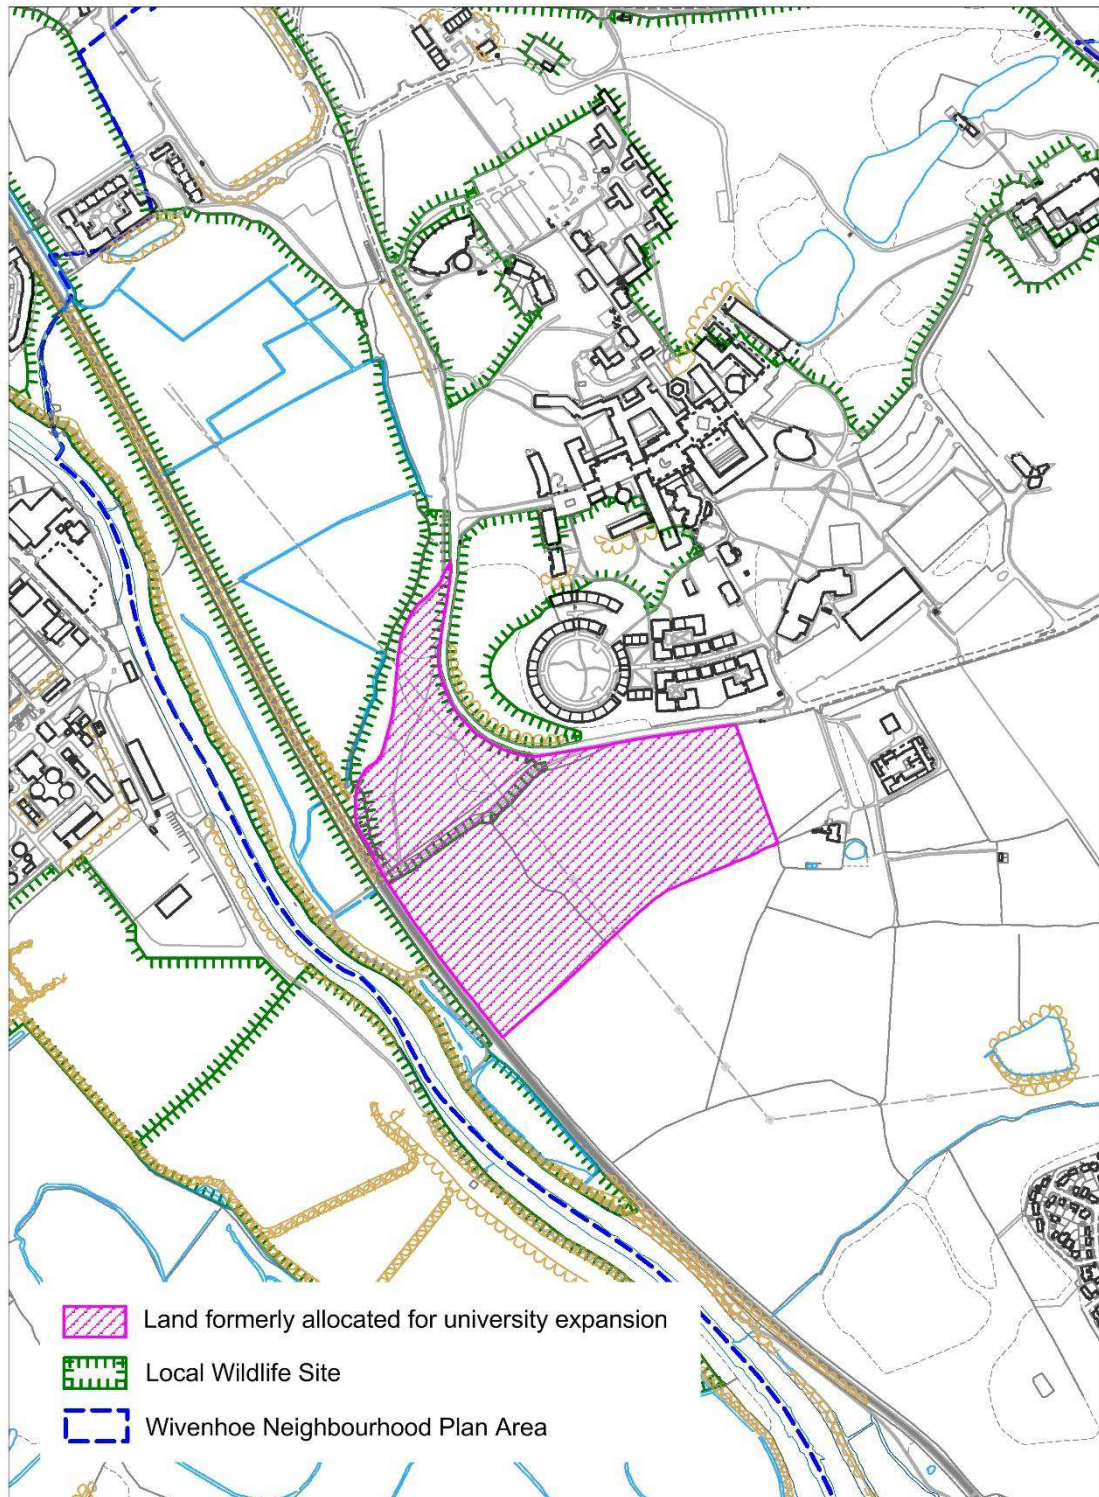 Land formerly allocated for university expansion
Local Wildlife Site
Wivenhoe Neighbourhood Plan Area